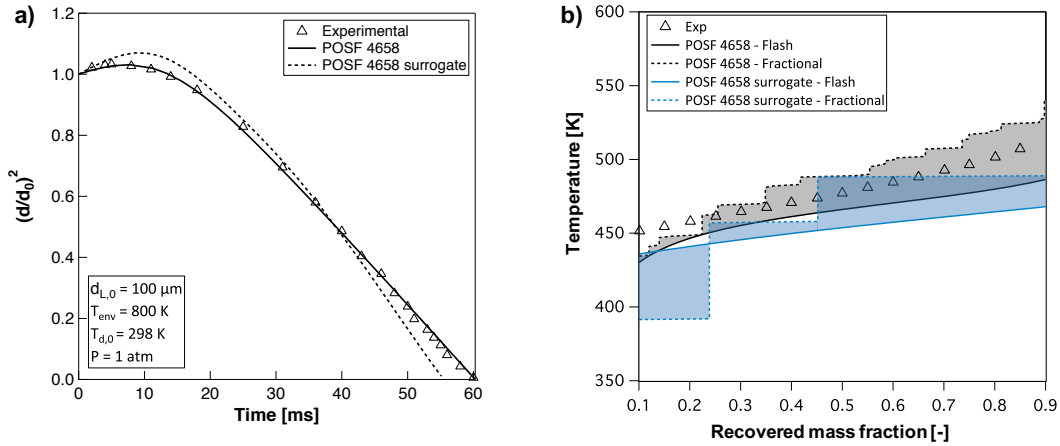 a)
(d/d₀)²
1.2
1.0
0.8
0.6
0.4
0.2
0.0
Experimental
POSF 4658
POSF 4658 surrogate
d_L,0 = 100 μm
T_env = 800 K
T_d,0 = 298 K
P = 1 atm
0 10 20 30 40 50 60
Time [ms]
b)
Temperature [K]
600
550
500
450
400
350
Exp
POSF 4658 - Flash
POSF 4658 - Fractional
POSF 4658 surrogate - Flash
POSF 4658 surrogate - Fractional
0.1 0.2 0.3 0.4 0.5 0.6 0.7 0.8 0.9
Recovered mass fraction [-]